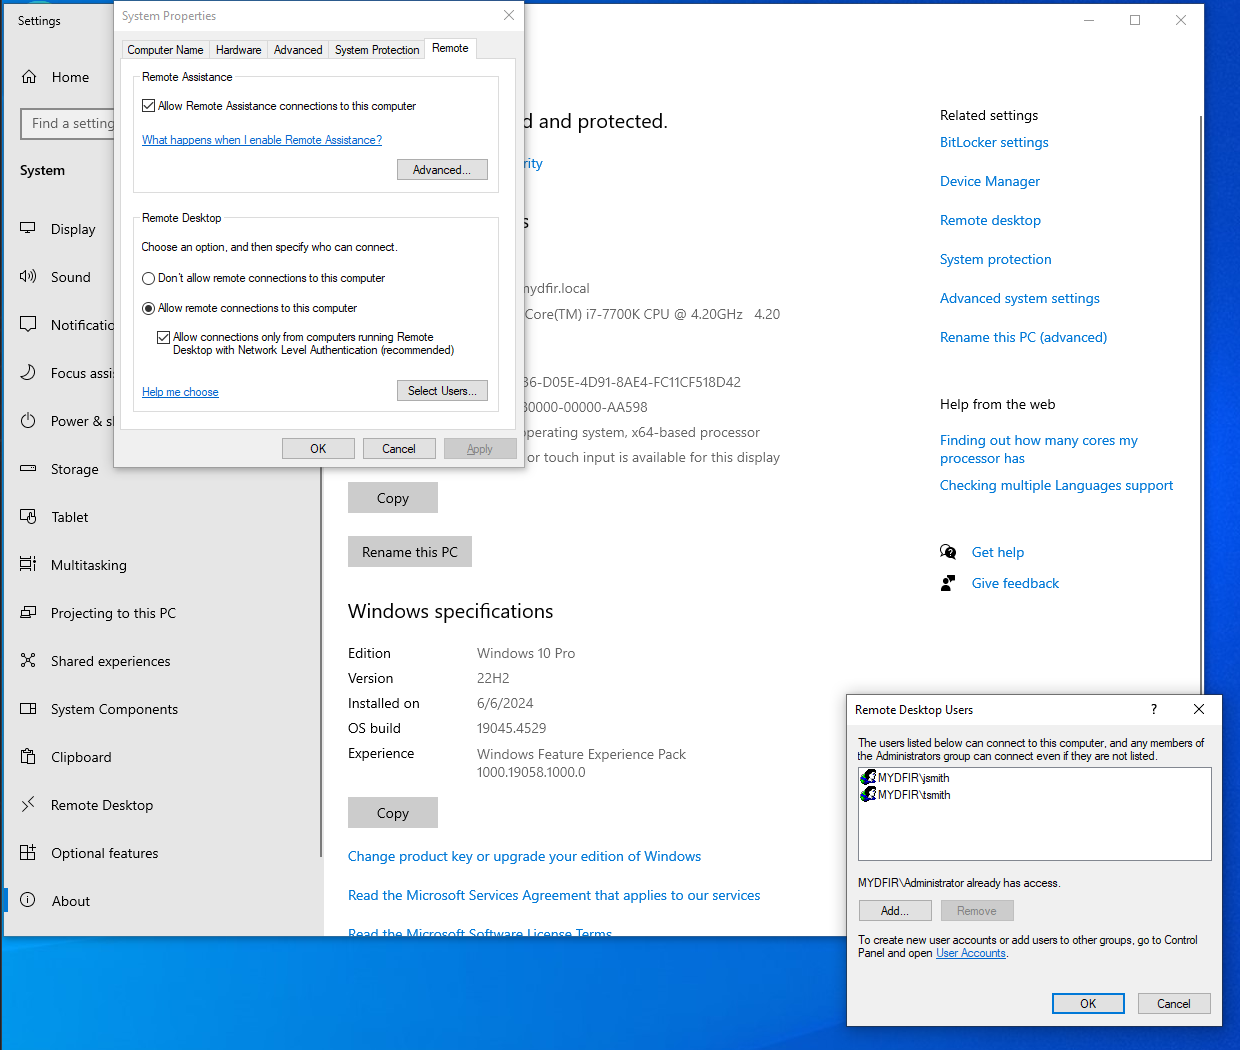 Settings
Home
Find a setting
System
Display
Sound
Notificatio
Focus assi
Power & sl
Storage
Tablet
Multitasking
Projecting to this PC
Shared experiences
System Components
Clipboard
Remote Desktop
Optional features
About
System Properties
Computer Name
Hardware
Advanced
System Protection
Remote
Remote Assistance
Allow Remote Assistance connections to this computer
What happens when I enable Remote Assistance?
Advanced...
Remote Desktop
Choose an option, and then specify who can connect.
Don't allow remote connections to this computer
Allow remote connections to this computer
Allow connections only from computers running Remote
Desktop with Network Level Authentication (recommended)
Help me choose
Select Users...
OK
Cancel
Apply
d and protected.
rity
s
mydfir.local
Core(TM) i7-7700K CPU @ 4.20GHz 4.20
36-D05E-4D91-8AE4-FC11CF518D42
30000-00000-AA598
operating system, x64-based processor
or touch input is available for this display
Copy
Rename this PC
Windows specifications
Edition Windows 10 Pro
Version 22H2
Installed on 6/6/2024
OS build 19045.4529
Experience Windows Feature Experience Pack
1000.19058.1000.0
Copy
Change product key or upgrade your edition of Windows
Read the Microsoft Services Agreement that applies to our services
Read the Microsoft Software License Terms
Related settings
BitLocker settings
Device Manager
Remote desktop
System protection
Advanced system settings
Rename this PC (advanced)
Help from the web
Finding out how many cores my
processor has
Checking multiple Languages support
Get help
Give feedback
Remote Desktop Users
?
The users listed below can connect to this computer, and any members of
the Administrators group can connect even if they are not listed.
MYDFIR\jsmith
MYDFIR\tsmith
MYDFIR\Administrator already has access.
Add...
Remove
To create new user accounts or add users to other groups, go to Control
Panel and open User Accounts.
OK
Cancel